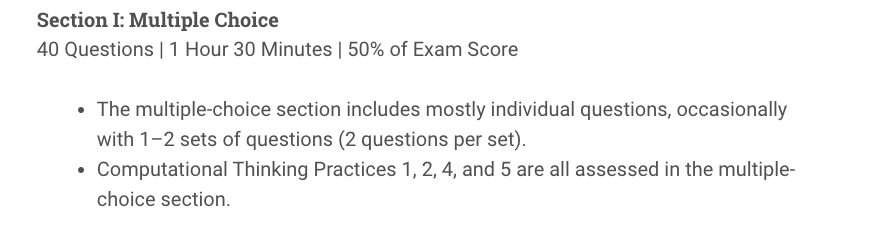 Section I: Multiple Choice
40 Questions | 1 Hour 30 Minutes | 50% of Exam Score
• The multiple-choice section includes mostly individual questions, occasionally
with 1–2 sets of questions (2 questions per set).
• Computational Thinking Practices 1, 2, 4, and 5 are all assessed in the multiple-
choice section.